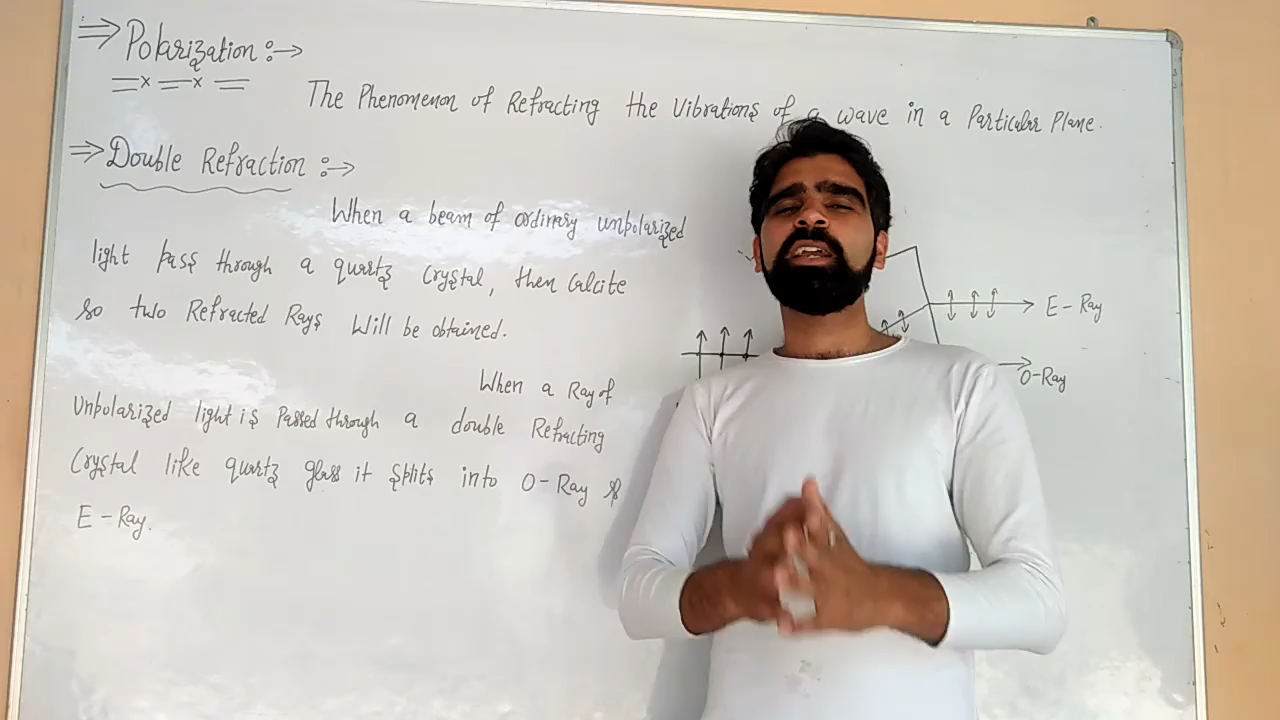 ⇒ Polarization :→
The Phenomenon of Refracting the Vibrations of a wave in a Particular Plane.
⇒ Double Refraction :→
When a beam of ordinary unpolarized
light pass through a quartz Crystal, then Calcite
so two Refracted Rays Will be obtained.
When a Ray of
Unpolarized light is Passed through a double Refracting
Crystal like quartz glass it splits into O-Ray &
E-Ray.
E-Ray
O-Ray